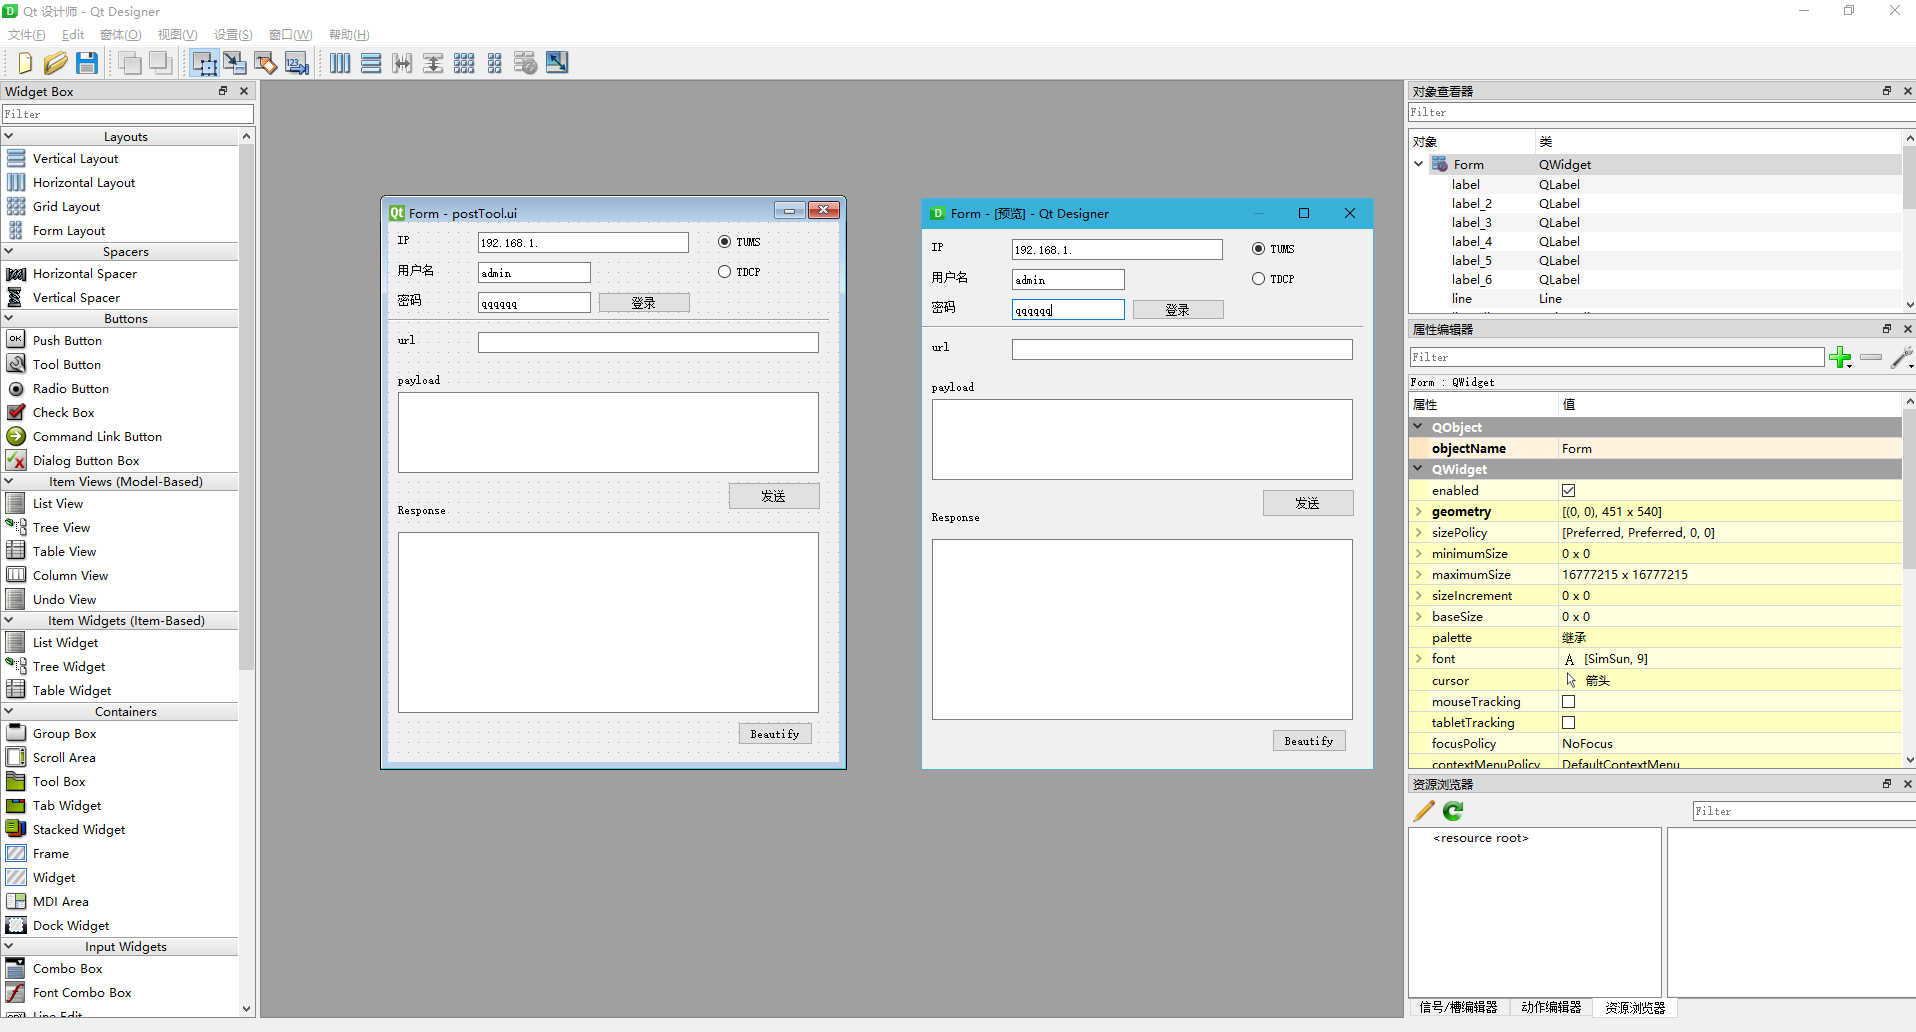 Qt 设计师 - Qt Designer
文件(F) Edit 窗体(O) 视图(V) 设置(S) 窗口(W) 帮助(H)
Widget Box
Filter
Layouts
Vertical Layout
Horizontal Layout
Grid Layout
Form Layout
Spacers
Horizontal Spacer
Vertical Spacer
Buttons
Push Button
Tool Button
Radio Button
Check Box
Command Link Button
Dialog Button Box
Item Views (Model-Based)
List View
Tree View
Table View
Column View
Undo View
Item Widgets (Item-Based)
List Widget
Tree Widget
Table Widget
Containers
Group Box
Scroll Area
Tool Box
Tab Widget
Stacked Widget
Frame
Widget
MDI Area
Dock Widget
Input Widgets
Combo Box
Font Combo Box
Line Edit
Form - postTool.ui
IP 192.168.1. TUMS
用户名 admin TDCP
密码 qqqqqq 登录
url
payload
发送
Response
Beautify
Form - [预览] - Qt Designer
IP 192.168.1. TUMS
用户名 admin TDCP
密码 qqqqqq 登录
url
payload
发送
Response
Beautify
对象查看器
Filter
对象 类
Form QWidget
label QLabel
label_2 QLabel
label_3 QLabel
label_4 QLabel
label_5 QLabel
label_6 QLabel
line Line
属性编辑器
Filter
Form : QWidget
属性 值
QObject
objectName Form
QWidget
enabled
geometry [(0, 0), 451 x 540]
sizePolicy [Preferred, Preferred, 0, 0]
minimumSize 0 x 0
maximumSize 16777215 x 16777215
sizeIncrement 0 x 0
baseSize 0 x 0
palette 继承
font A [SimSun, 9]
cursor 箭头
mouseTracking
tabletTracking
focusPolicy NoFocus
contextMenuPolicy DefaultContextMenu
资源浏览器
Filter
<resource root>
信号/槽编辑器 动作编辑器 资源浏览器